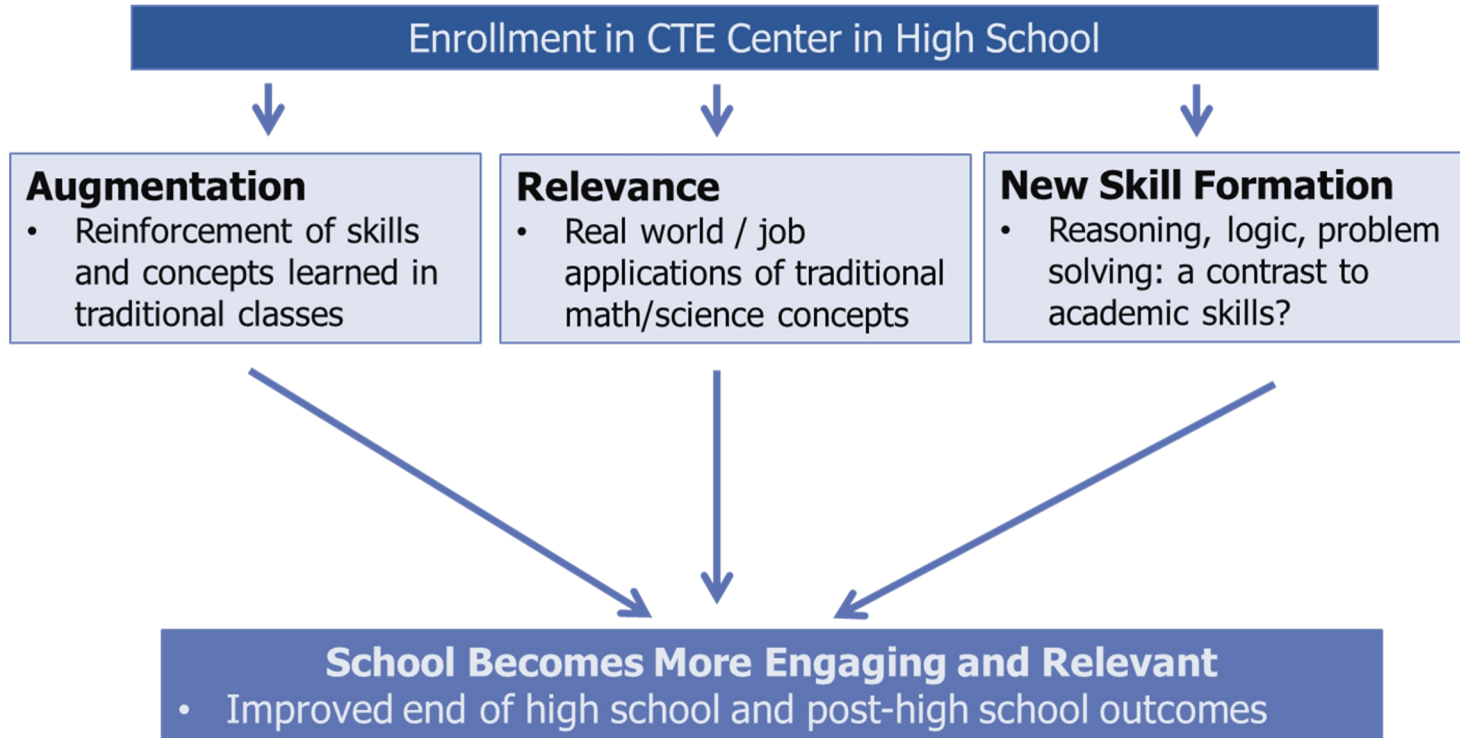 Enrollment in CTE Center in High School
Augmentation
• Reinforcement of skills
and concepts learned in
traditional classes
Relevance
• Real world / job
applications of traditional
math/science concepts
New Skill Formation
• Reasoning, logic, problem
solving: a contrast to
academic skills?
School Becomes More Engaging and Relevant
• Improved end of high school and post-high school outcomes